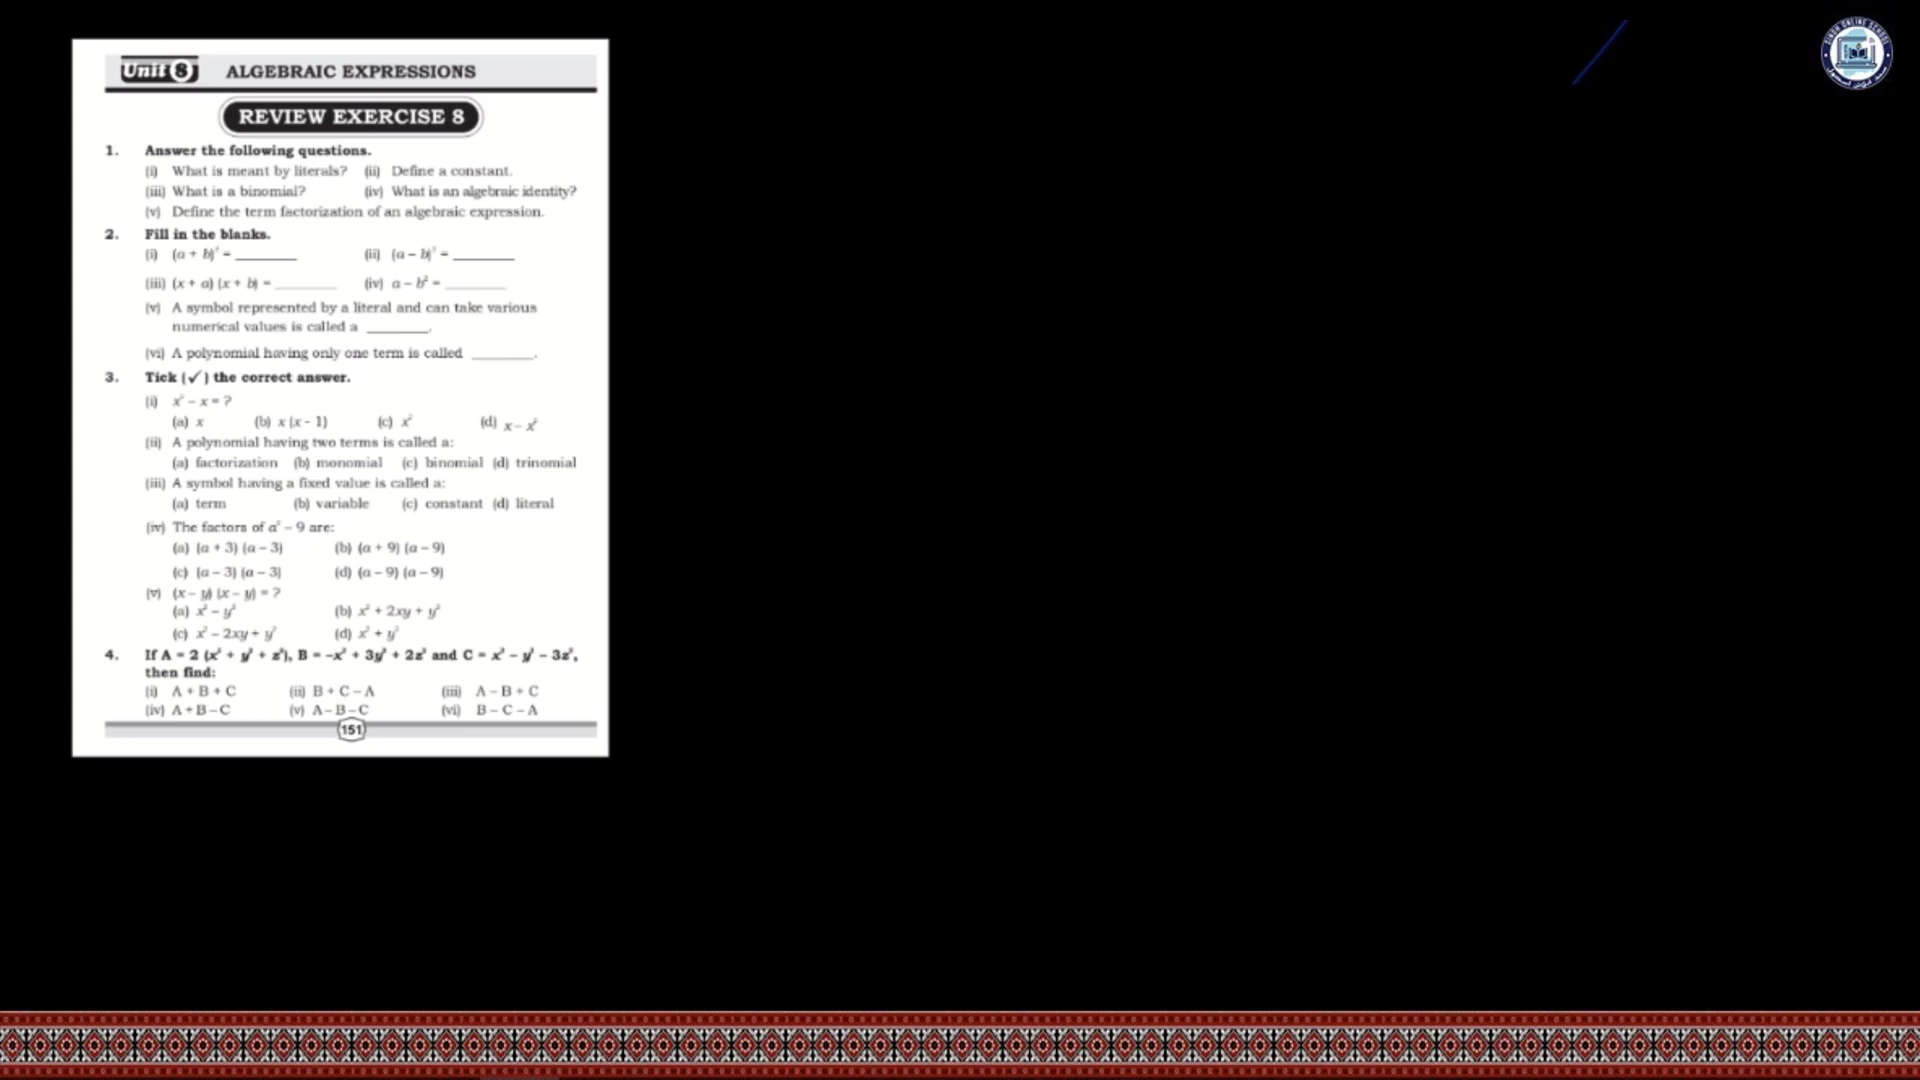 Unit 8 ALGEBRAIC EXPRESSIONS
REVIEW EXERCISE 8
1. Answer the following questions.
(i) What is meant by literals? (ii) Define a constant.
(iii) What is a binomial? (iv) What is an algebraic identity?
(v) Define the term factorization of an algebraic expression.
2. Fill in the blanks.
(i) (a + b)² = ________ (ii) (a – b)² = ________
(iii) (x + a) (x + b) = ________ (iv) a – b² = ________
(v) A symbol represented by a literal and can take various
numerical values is called a ________.
(vi) A polynomial having only one term is called ________.
3. Tick (✓) the correct answer.
(i) x² – x = ?
(a) x (b) x (x - 1) (c) x² (d) x – x²
(ii) A polynomial having two terms is called a:
(a) factorization (b) monomial (c) binomial (d) trinomial
(iii) A symbol having a fixed value is called a:
(a) term (b) variable (c) constant (d) literal
(iv) The factors of a² – 9 are:
(a) (a + 3) (a – 3) (b) (a + 9) (a – 9)
(c) (a – 3) (a – 3) (d) (a – 9) (a – 9)
(v) (x – y) (x – y) = ?
(a) x² – y² (b) x² + 2xy + y²
(c) x² – 2xy + y² (d) x² + y²
4. If A = 2 (x² + y² + z²), B = –x² + 3y² + 2z² and C = x² – y² – 3z²,
then find:
(i) A + B + C (ii) B + C – A (iii) A – B + C
(iv) A + B – C (v) A – B – C (vi) B – C – A
151
SINDH ONLINE SCHOOL